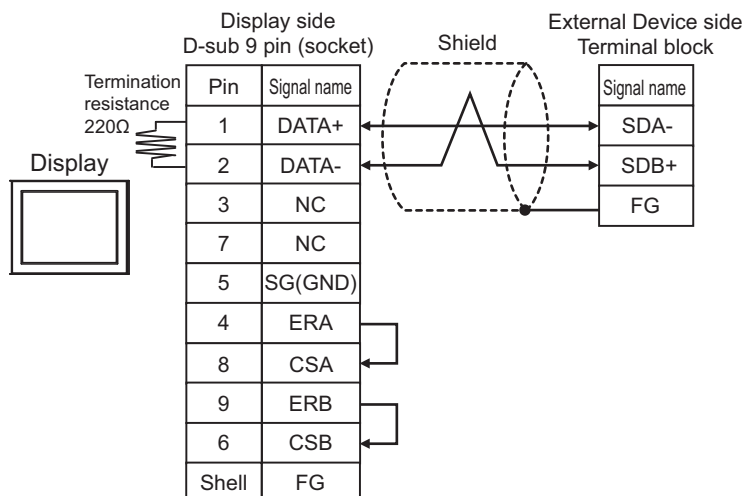 Display side
D-sub 9 pin (socket)
Shield
External Device side
Terminal block
Termination
resistance
220Ω
Display
Pin Signal name
1 DATA+
2 DATA-
3 NC
7 NC
5 SG(GND)
4 ERA
8 CSA
9 ERB
6 CSB
Shell FG
Signal name
SDA-
SDB+
FG